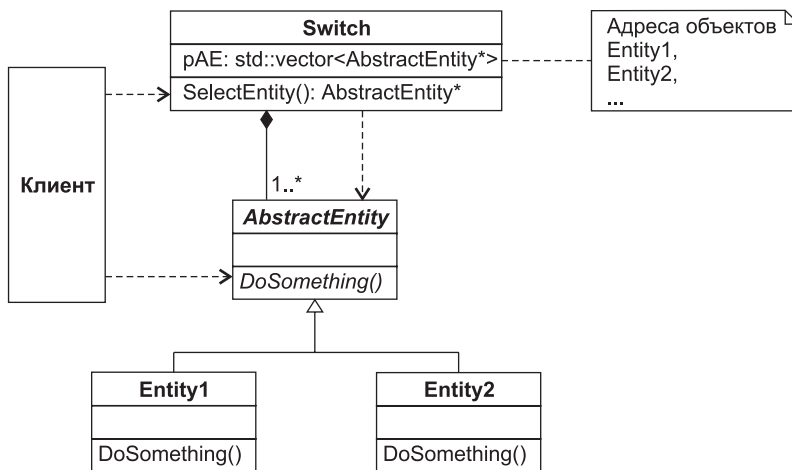 Switch
pAE: std::vector<AbstractEntity*>
SelectEntity(): AbstractEntity*
Адреса объектов
Entity1,
Entity2,
...
Клиент
1..*
AbstractEntity
DoSomething()
Entity1
DoSomething()
Entity2
DoSomething()